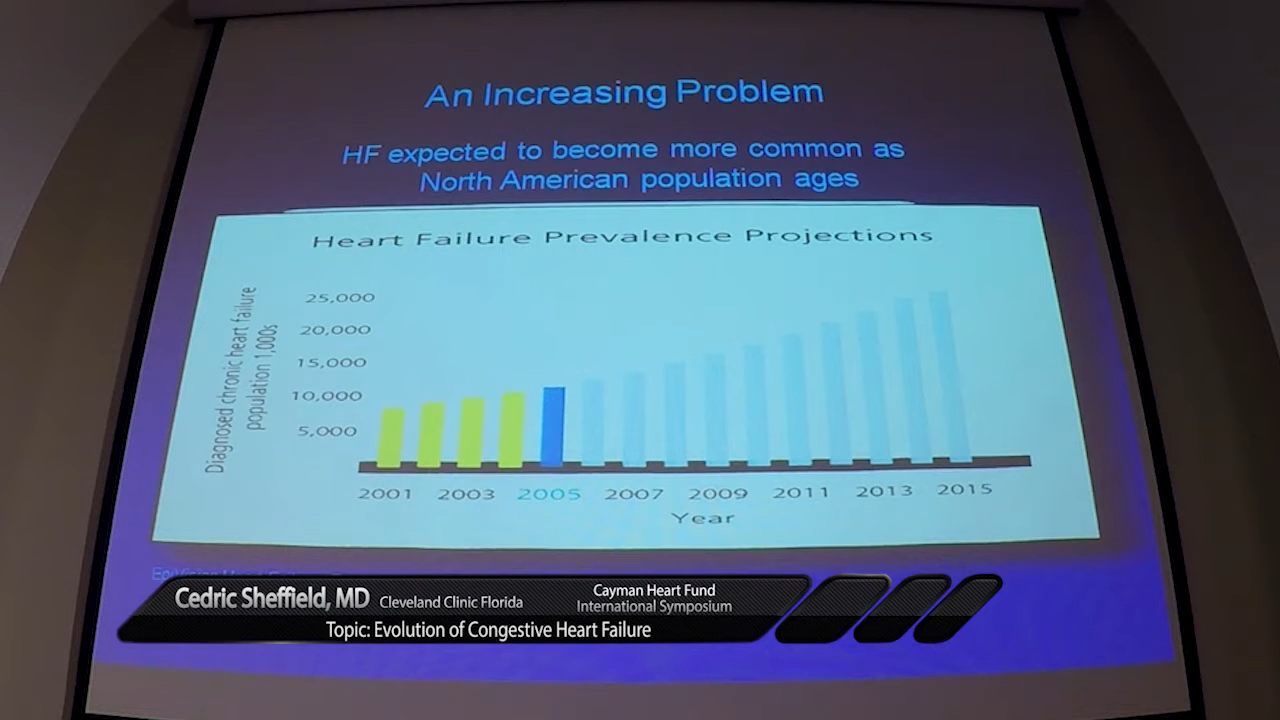 An Increasing Problem
HF expected to become more common as
North American population ages
Heart Failure Prevalence Projections
Diagnosed chronic heart failure
population 1,000s
25,000
20,000
15,000
10,000
5,000
2001 2003 2005 2007 2009 2011 2013 2015
Year
Cedric Sheffield, MD Cleveland Clinic Florida
Cayman Heart Fund
International Symposium
Topic: Evolution of Congestive Heart Failure